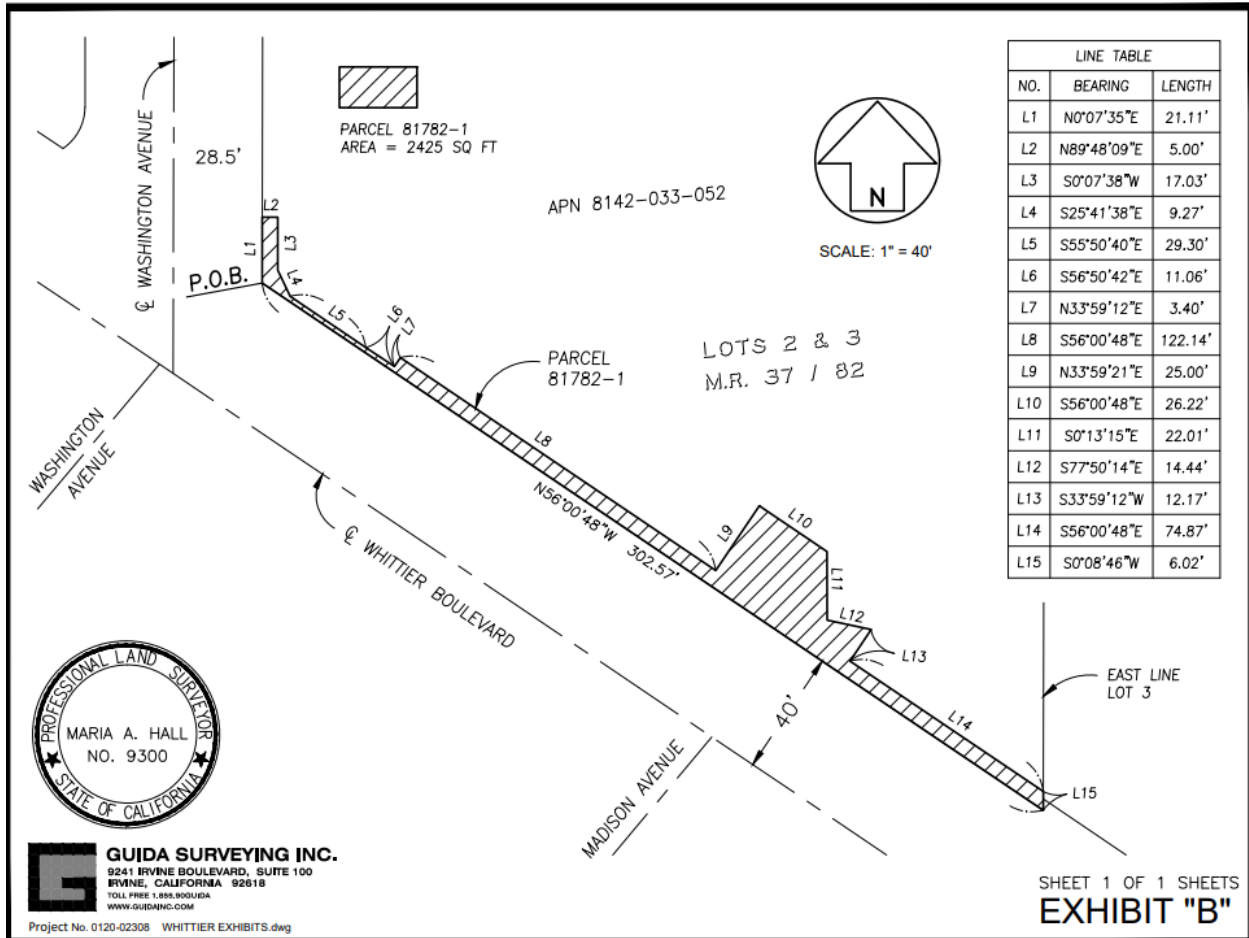 LINE TABLE
NO. BEARING LENGTH
L1 N0°07'35"E 21.11'
L2 N89°48'09"E 5.00'
L3 S0°07'38"W 17.03'
L4 S25°41'38"E 9.27'
L5 S55°50'40"E 29.30'
L6 S56°50'42"E 11.06'
L7 N33°59'12"E 3.40'
L8 S56°00'48"E 122.14'
L9 N33°59'21"E 25.00'
L10 S56°00'48"E 26.22'
L11 S0°13'15"E 22.01'
L12 S77°50'14"E 14.44'
L13 S33°59'12"W 12.17'
L14 S56°00'48"E 74.87'
L15 S0°08'46"W 6.02'
PARCEL 81782-1
AREA = 2425 SQ FT
℄ WASHINGTON AVENUE
28.5'
APN 8142-033-052
N
SCALE: 1" = 40'
L2
L1
L3
P.O.B.
L4
L5
L6
L7
PARCEL
81782-1
LOTS 2 & 3
M.R. 37 / 82
WASHINGTON
AVENUE
L8
N56°00'48"W 302.57'
℄ WHITTIER BOULEVARD
L9
L10
L11
L12
L13
40'
MADISON AVENUE
L14
EAST LINE
LOT 3
L15
PROFESSIONAL LAND SURVEYOR
MARIA A. HALL
NO. 9300
STATE OF CALIFORNIA
GUIDA SURVEYING INC.
9241 IRVINE BOULEVARD, SUITE 100
IRVINE, CALIFORNIA 92618
TOLL FREE 1.855.90GUIDA
WWW.GUIDAINC.COM
Project No. 0120-02308 WHITTIER EXHIBITS.dwg
SHEET 1 OF 1 SHEETS
EXHIBIT "B"